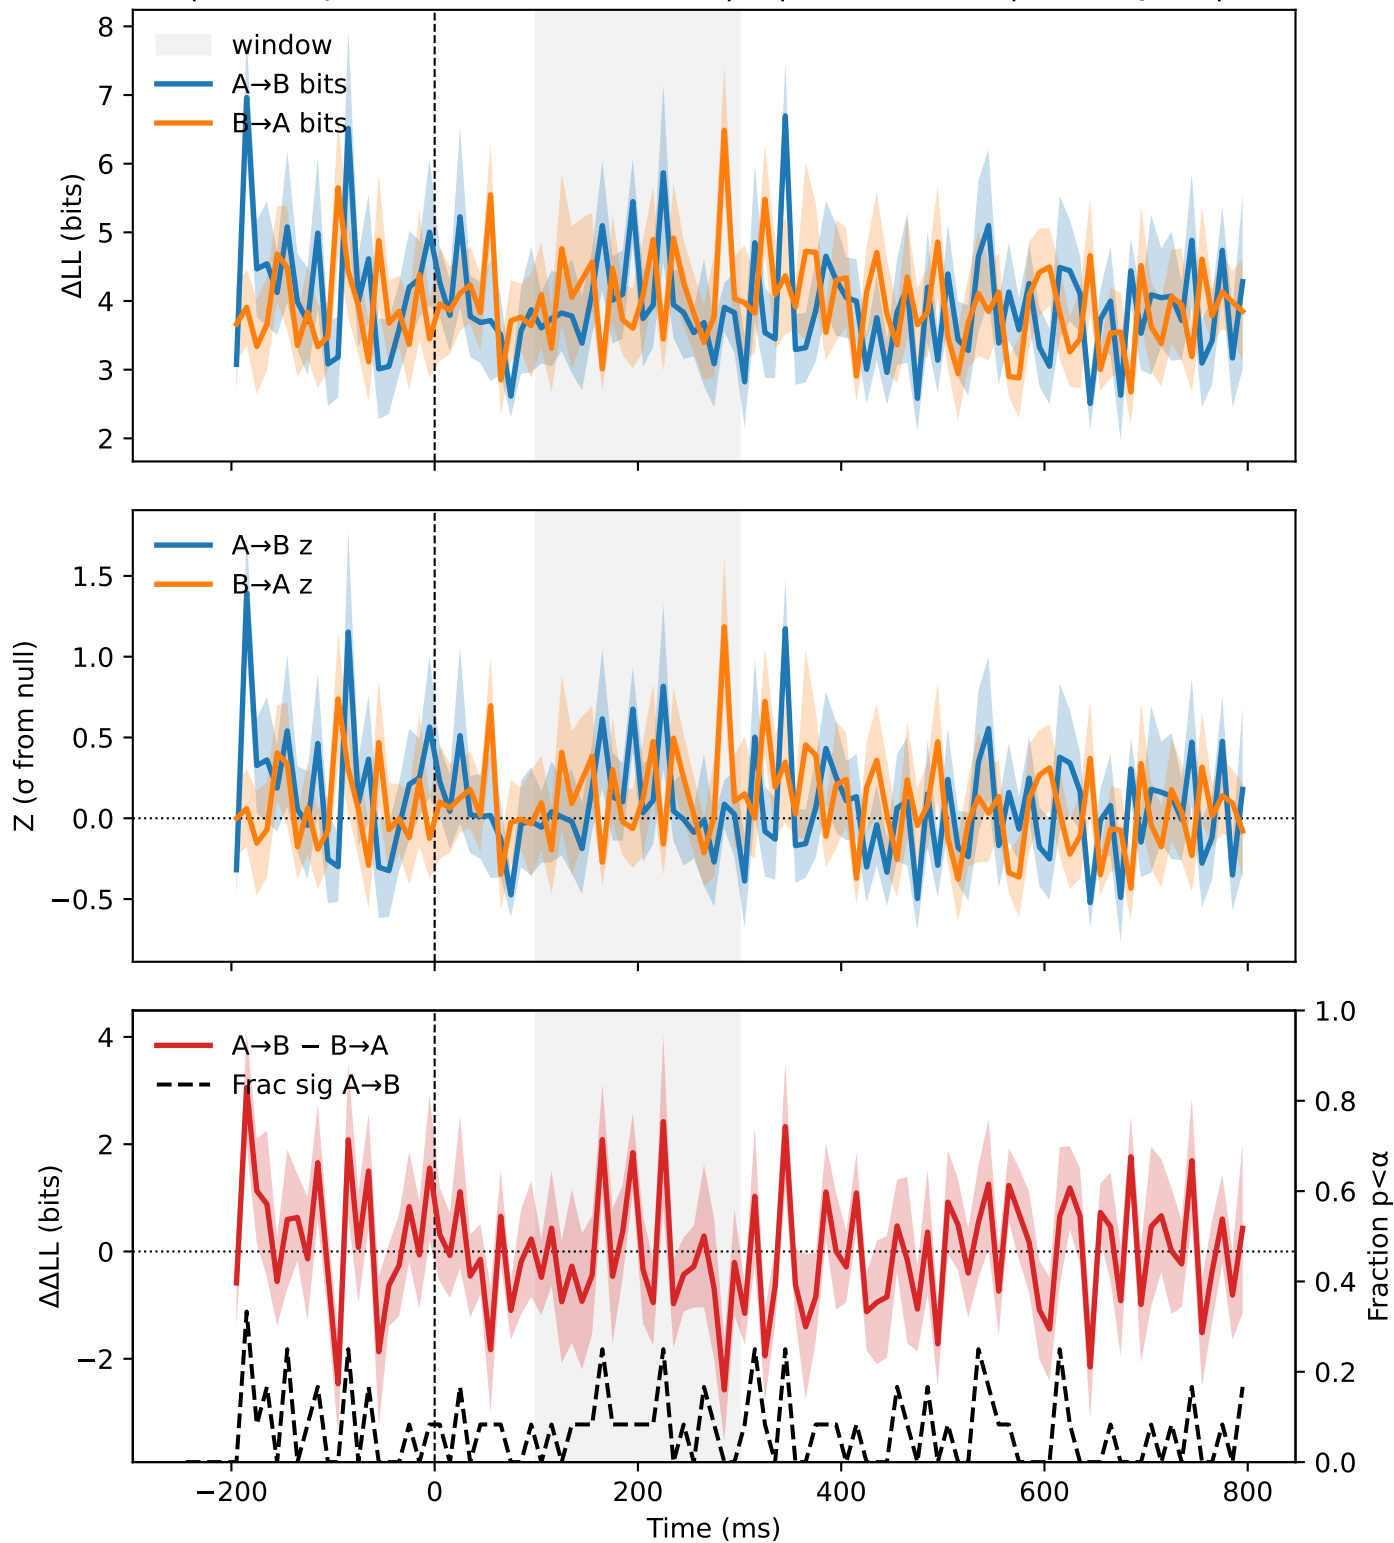 window
A→B bits
B→A bits
8
7
6
5
4
3
2
ΔLL (bits)
A→B z
B→A z
1.5
1.0
0.5
0.0
−0.5
Z (σ from null)
A→B − B→A
Frac sig A→B
4
2
0
−2
ΔΔLL (bits)
1.0
0.8
0.6
0.4
0.2
0.0
Fraction p<α
−200 0 200 400 600 800
Time (ms)